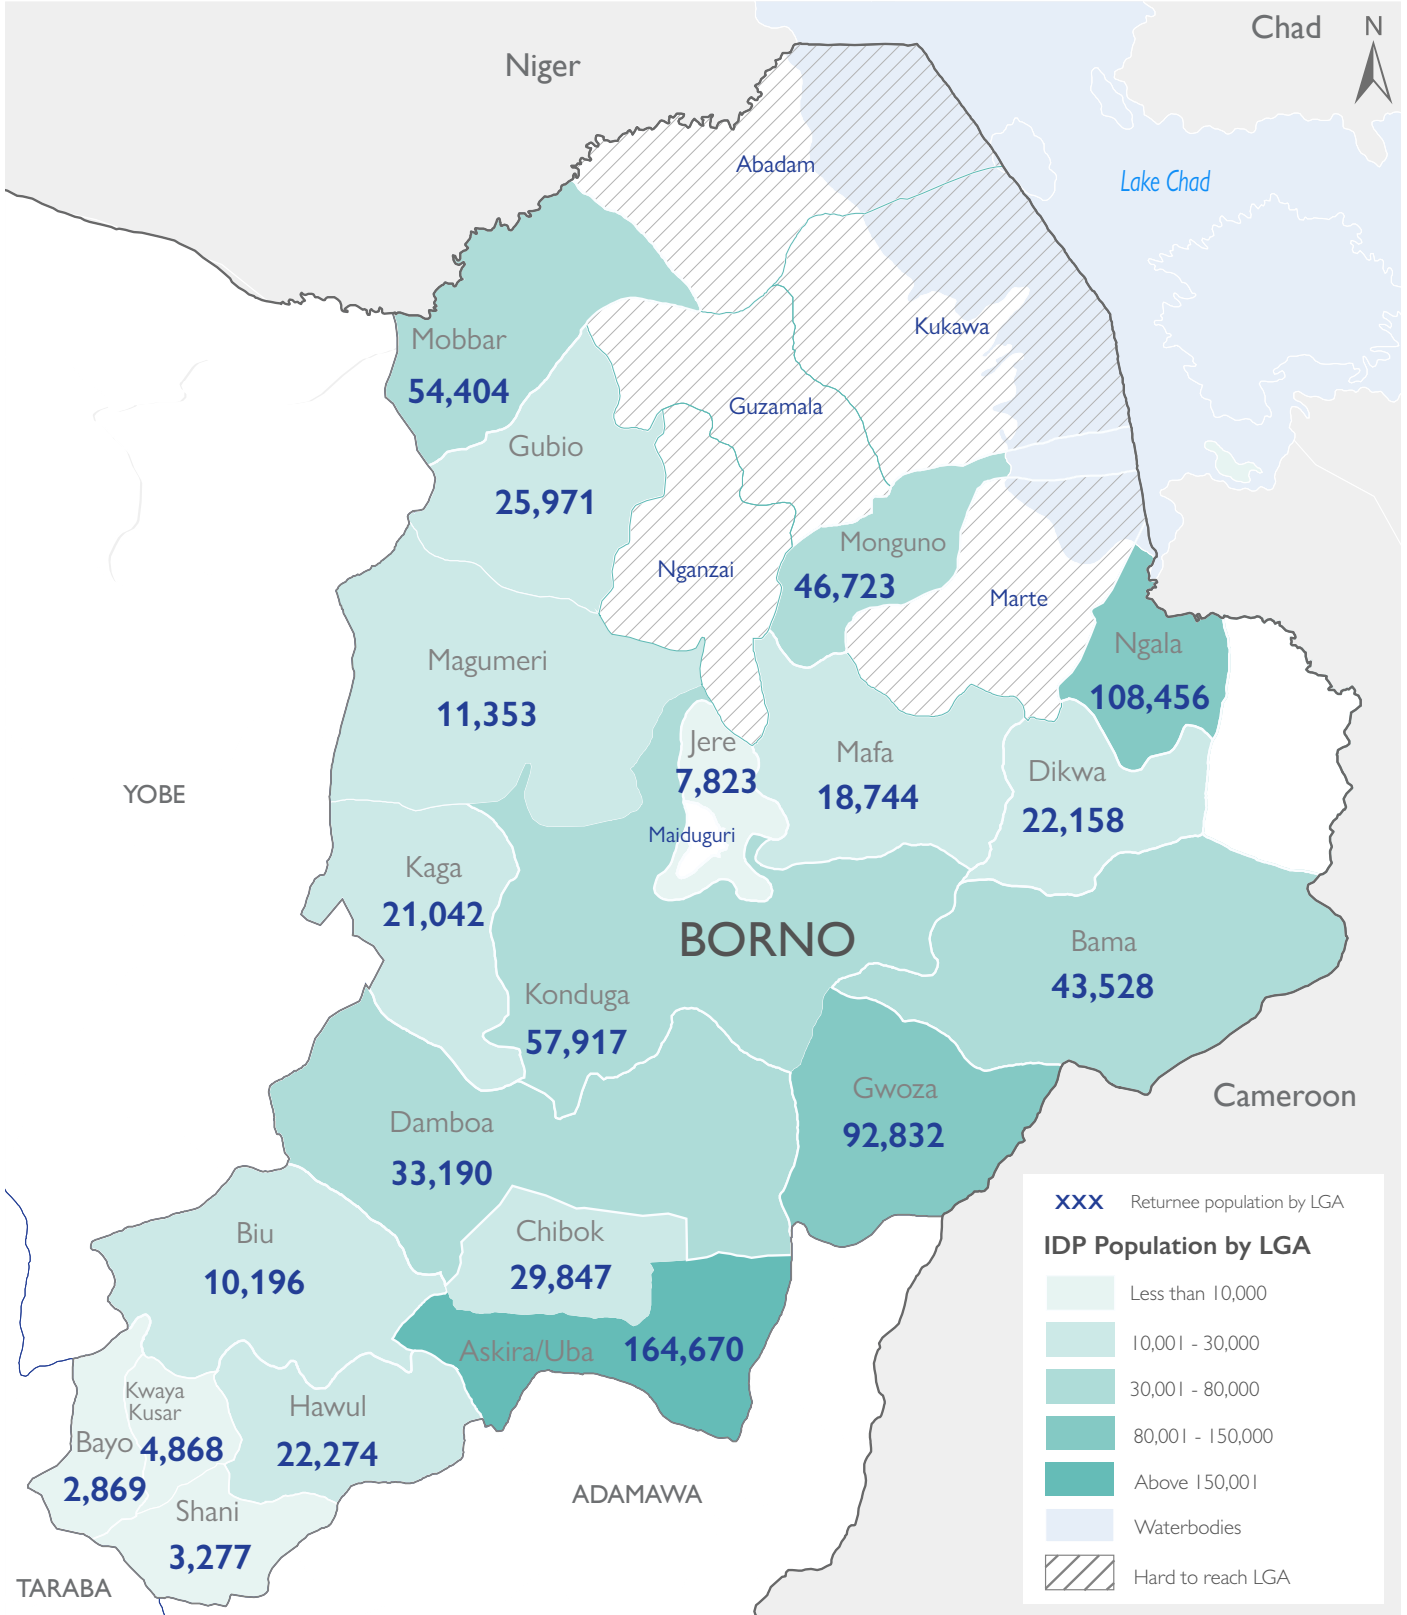 Chad
N
Niger
Abadam
Lake Chad
Kukawa
Mobbar
54,404
Guzamala
Gubio
25,971
Monguno
46,723
Nganzai
Marte
Ngala
108,456
Magumeri
11,353
Jere
7,823
Mafa
18,744
Dikwa
22,158
YOBE
Maiduguri
Kaga
21,042
BORNO
Bama
43,528
Konduga
57,917
Gwoza
92,832
Cameroon
Damboa
33,190
Biu
10,196
Chibok
29,847
Askira/Uba 164,670
Kwaya
Kusar
4,868
Hawul
22,274
Bayo
2,869
Shani
3,277
ADAMAWA
TARABA
XXX Returnee population by LGA
IDP Population by LGA
Less than 10,000
10,001 - 30,000
30,001 - 80,000
80,001 - 150,000
Above 150,001
Waterbodies
Hard to reach LGA